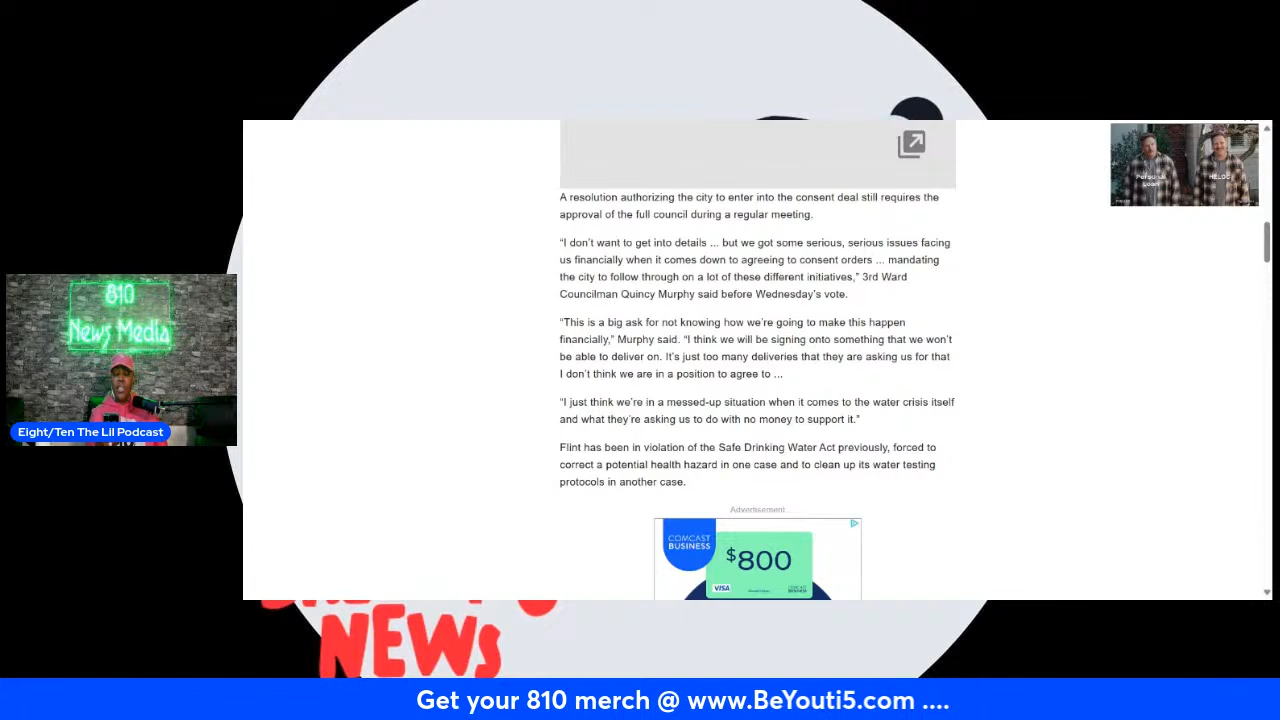 A resolution authorizing the city to enter into the consent deal still requires the
approval of the full council during a regular meeting.
“I don’t want to get into details ... but we got some serious, serious issues facing
us financially when it comes down to agreeing to consent orders ... mandating
the city to follow through on a lot of these different initiatives,” 3rd Ward
Councilman Quincy Murphy said before Wednesday’s vote.
“This is a big ask for not knowing how we’re going to make this happen
financially,” Murphy said. “I think we will be signing onto something that we won’t
be able to deliver on. It’s just too many deliveries that they are asking us for that
I don’t think we are in a position to agree to ...
“I just think we’re in a messed-up situation when it comes to the water crisis itself
and what they’re asking us to do with no money to support it.”
Flint has been in violation of the Safe Drinking Water Act previously, forced to
correct a potential health hazard in one case and to clean up its water testing
protocols in another case.
Advertisement
COMCAST
BUSINESS
$800
VISA
Personal
Loan
HELOC
810
News Media
Eight/Ten The Lil Podcast
NEWS
Get your 810 merch @ www.BeYouti5.com ....